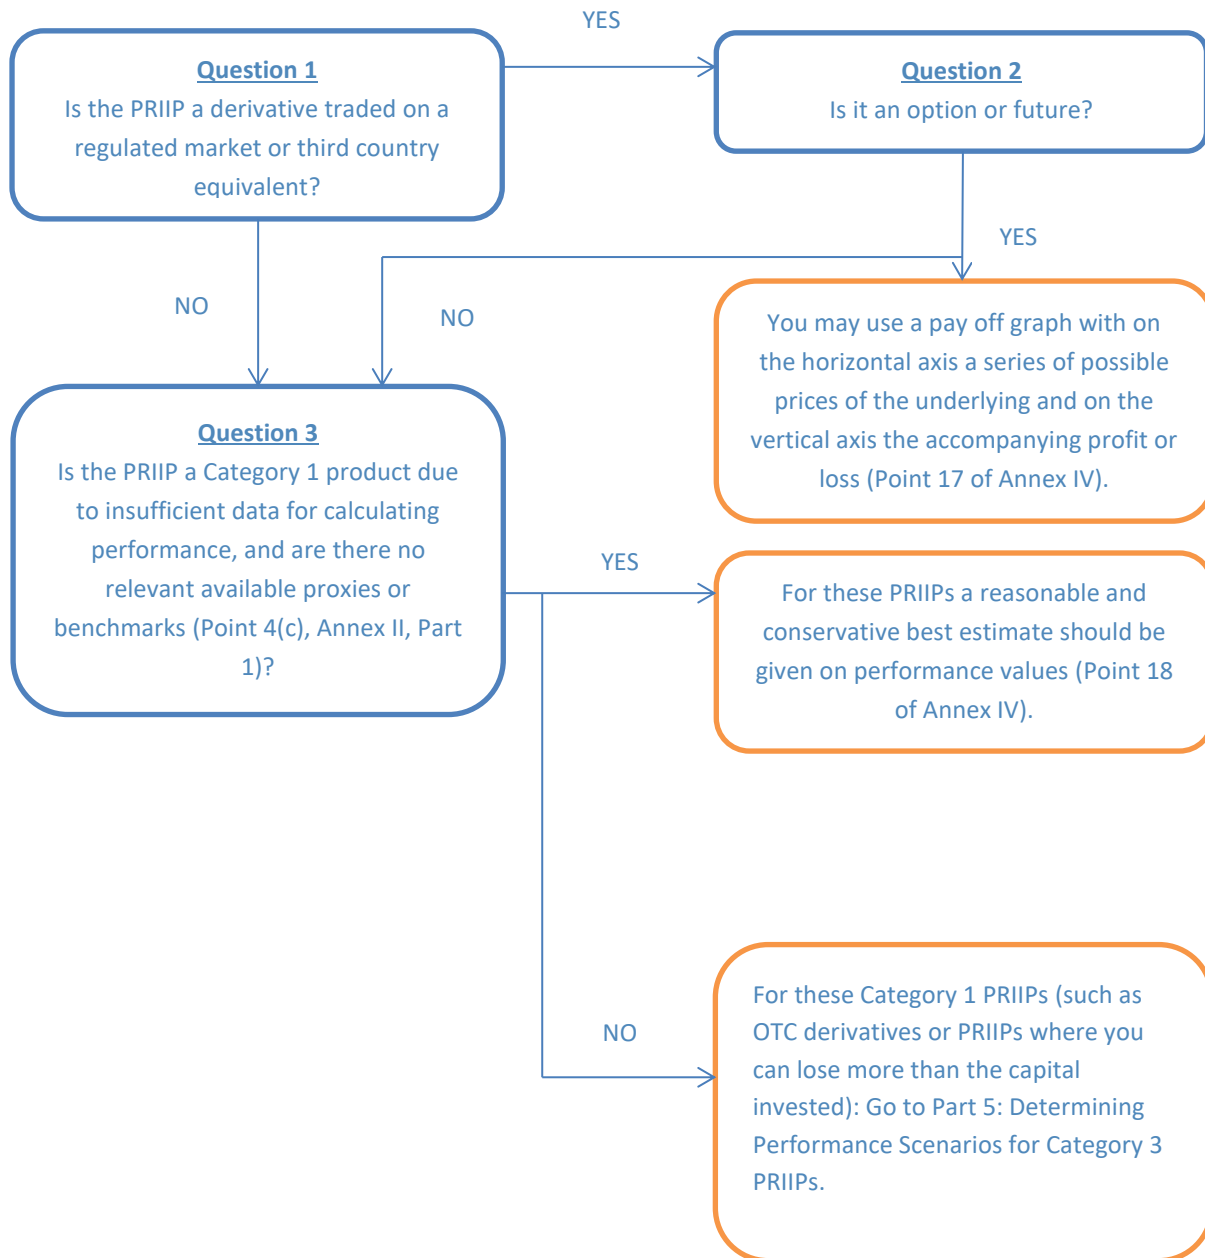 YES
Question 1
Is the PRIIP a derivative traded on a
regulated market or third country
equivalent?
Question 2
Is it an option or future?
YES
NO
NO
You may use a pay off graph with on
the horizontal axis a series of possible
prices of the underlying and on the
vertical axis the accompanying profit or
loss (Point 17 of Annex IV).
Question 3
Is the PRIIP a Category 1 product due
to insufficient data for calculating
performance, and are there no
relevant available proxies or
benchmarks (Point 4(c), Annex II, Part
1)?
YES
For these PRIIPs a reasonable and
conservative best estimate should be
given on performance values (Point 18
of Annex IV).
NO
For these Category 1 PRIIPs (such as
OTC derivatives or PRIIPs where you
can lose more than the capital
invested): Go to Part 5: Determining
Performance Scenarios for Category 3
PRIIPs.